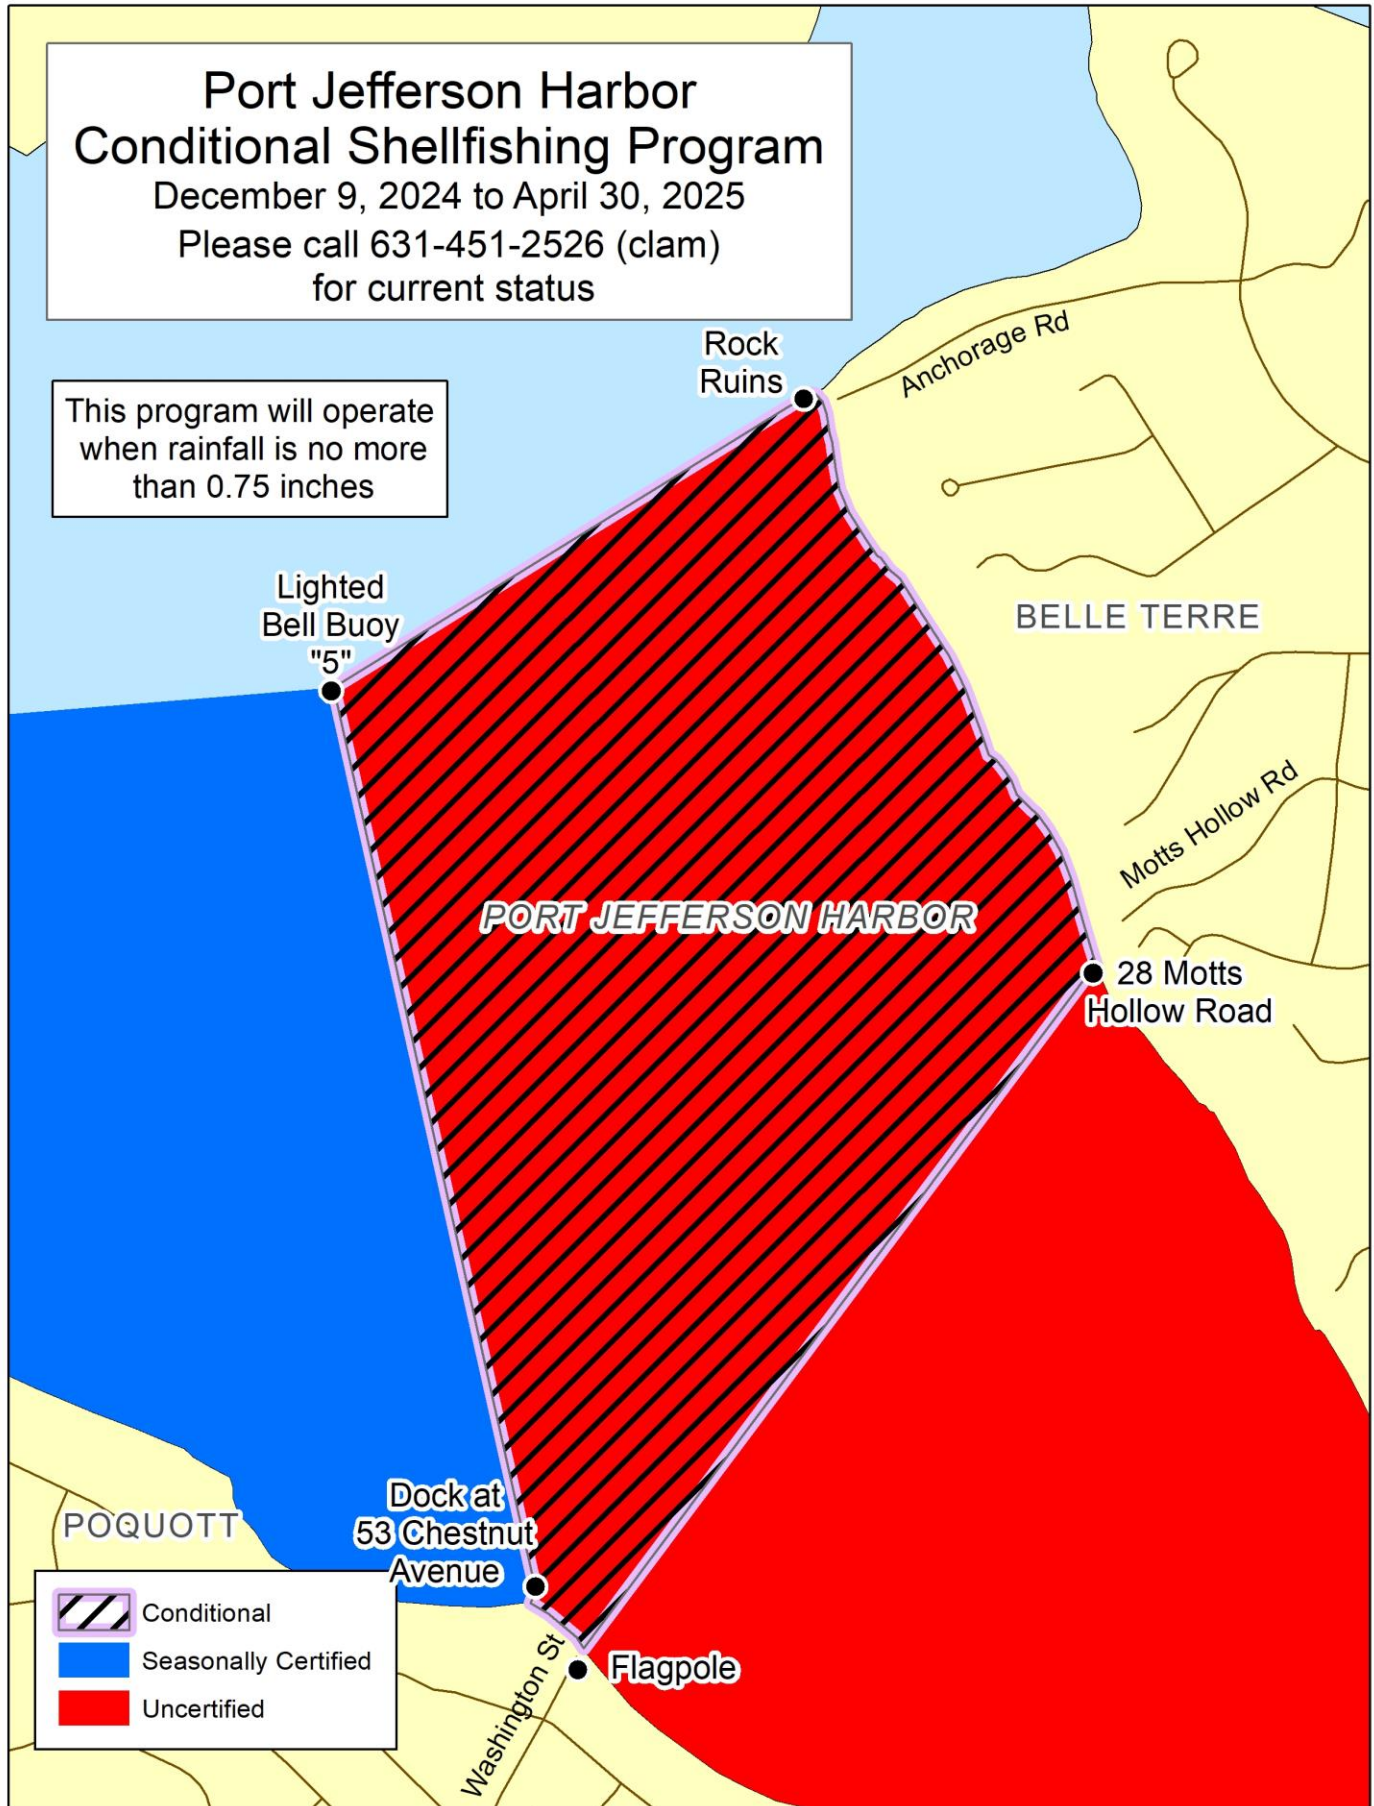 Port Jefferson Harbor
Conditional Shellfishing Program
December 9, 2024 to April 30, 2025
Please call 631-451-2526 (clam)
for current status
Rock
Ruins
Anchorage Rd
This program will operate
when rainfall is no more
than 0.75 inches
Lighted
Bell Buoy
"5"
BELLE TERRE
Motts Hollow Rd
PORT JEFFERSON HARBOR
28 Motts
Hollow Road
Dock at
53 Chestnut
Avenue
POQUOTT
Conditional
Seasonally Certified
Uncertified
Washington St
Flagpole